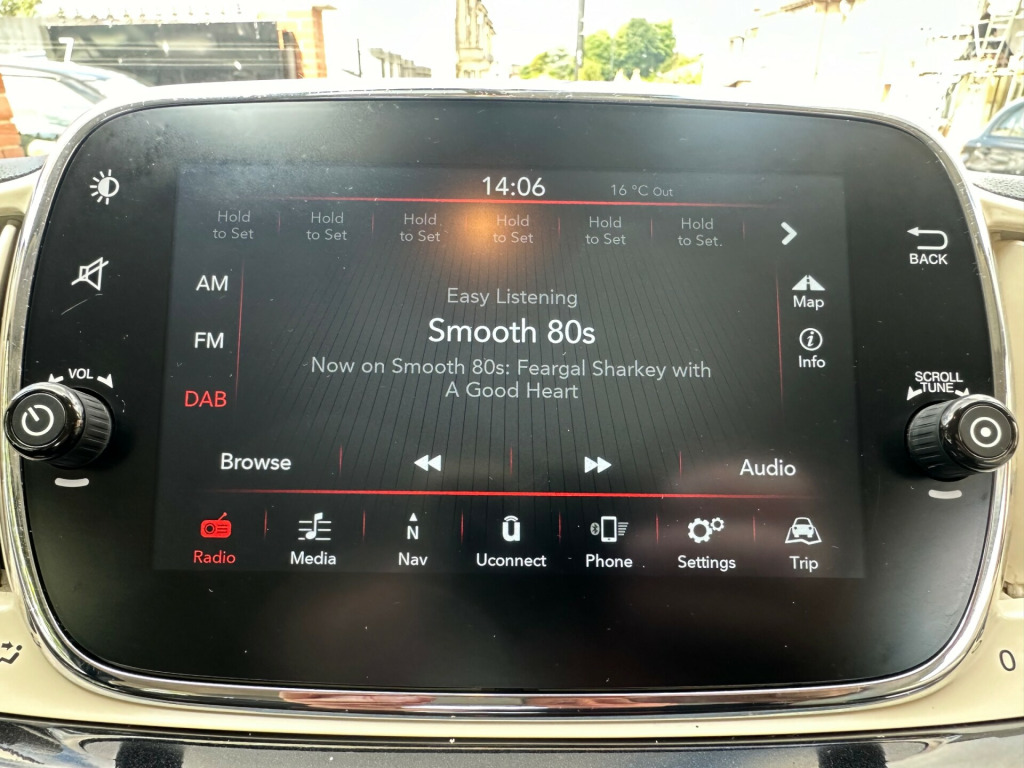 14:06 16 °C Out
Hold to Set
Hold to Set
Hold to Set
Hold to Set
Hold to Set
Hold to Set
BACK
AM
FM
DAB
Easy Listening
Smooth 80s
Now on Smooth 80s: Feargal Sharkey with
A Good Heart
Map
Info
VOL
SCROLL
TUNE
Browse
Audio
Radio
Media
N
Nav
Uconnect
Phone
Settings
Trip
0